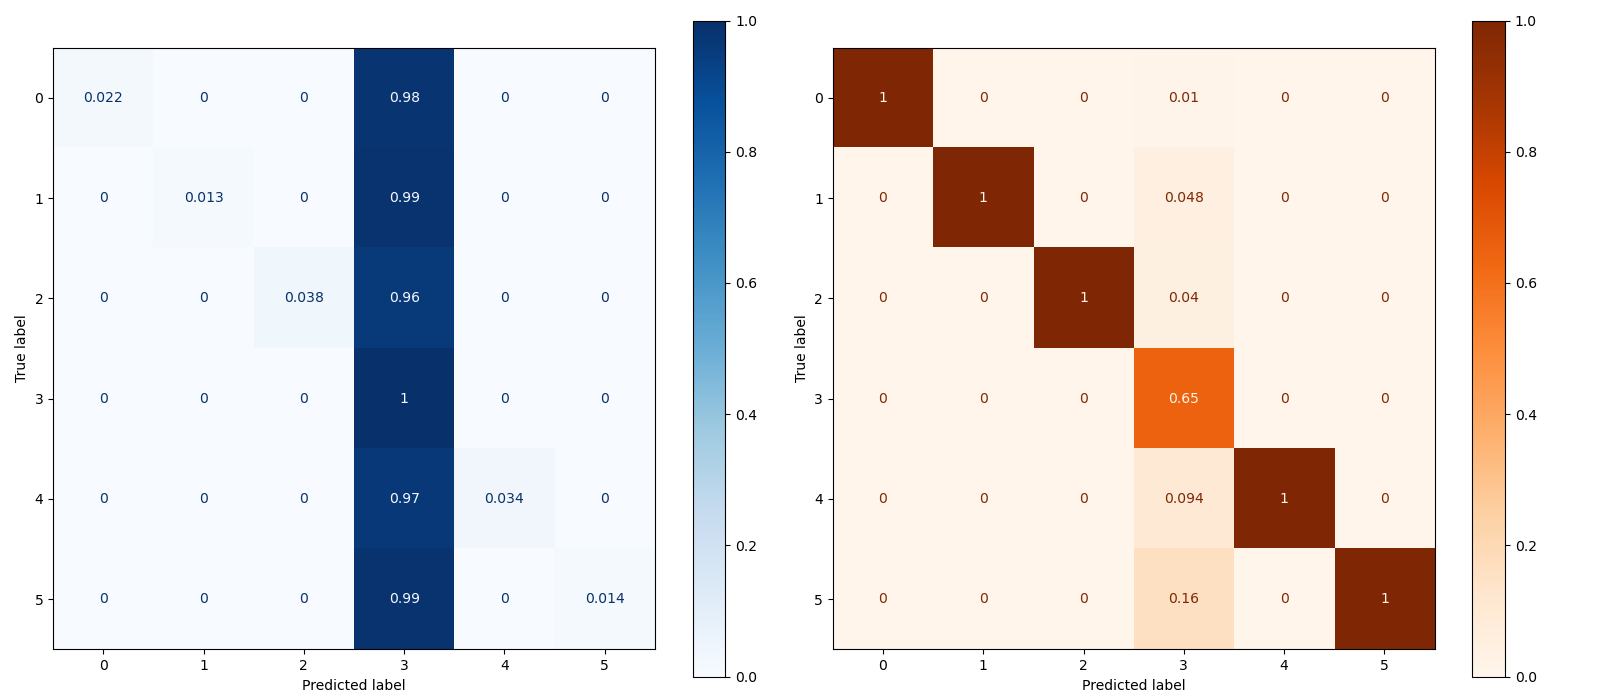 0 0.022 0 0 0.98 0 0
1 0 0.013 0 0.99 0 0
2 0 0 0.038 0.96 0 0
3 0 0 0 1 0 0
4 0 0 0 0.97 0.034 0
5 0 0 0 0.99 0 0.014
0 1 2 3 4 5
Predicted label
True label
1.0
0.8
0.6
0.4
0.2
0.0
0 1 0 0 0.01 0 0
1 0 1 0 0.048 0 0
2 0 0 1 0.04 0 0
3 0 0 0 0.65 0 0
4 0 0 0 0.094 1 0
5 0 0 0 0.16 0 1
0 1 2 3 4 5
Predicted label
True label
1.0
0.8
0.6
0.4
0.2
0.0